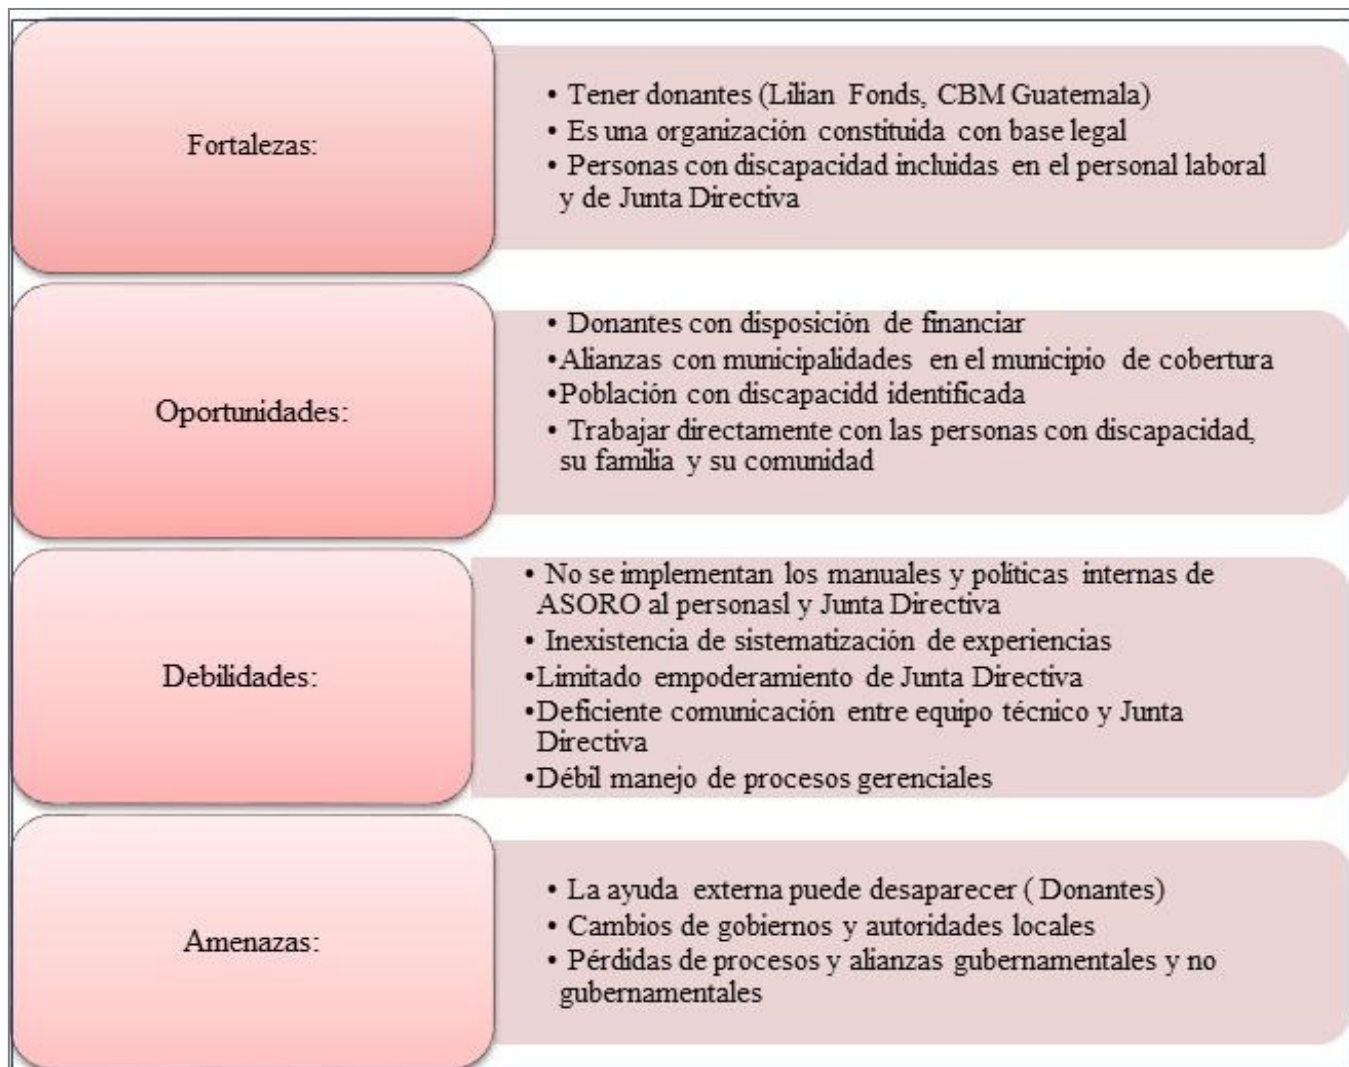 Fortalezas:
• Tener donantes (Lilian Fonds, CBM Guatemala)
• Es una organización constituida con base legal
• Personas con discapacidad incluidas en el personal laboral
y de Junta Directiva
Oportunidades:
• Donantes con disposición de financiar
•Alianzas con municipalidades en el municipio de cobertura
•Población con discapacidd identificada
• Trabajar directamente con las personas con discapacidad,
su familia y su comunidad
Debilidades:
• No se implementan los manuales y políticas internas de
ASORO al personasl y Junta Directiva
• Inexistencia de sistematización de experiencias
•Limitado empoderamiento de Junta Directiva
•Deficiente comunicación entre equipo técnico y Junta
Directiva
•Débil manejo de procesos gerenciales
Amenazas:
• La ayuda externa puede desaparecer ( Donantes)
• Cambios de gobiernos y autoridades locales
• Pérdidas de procesos y alianzas gubernamentales y no
gubernamentales